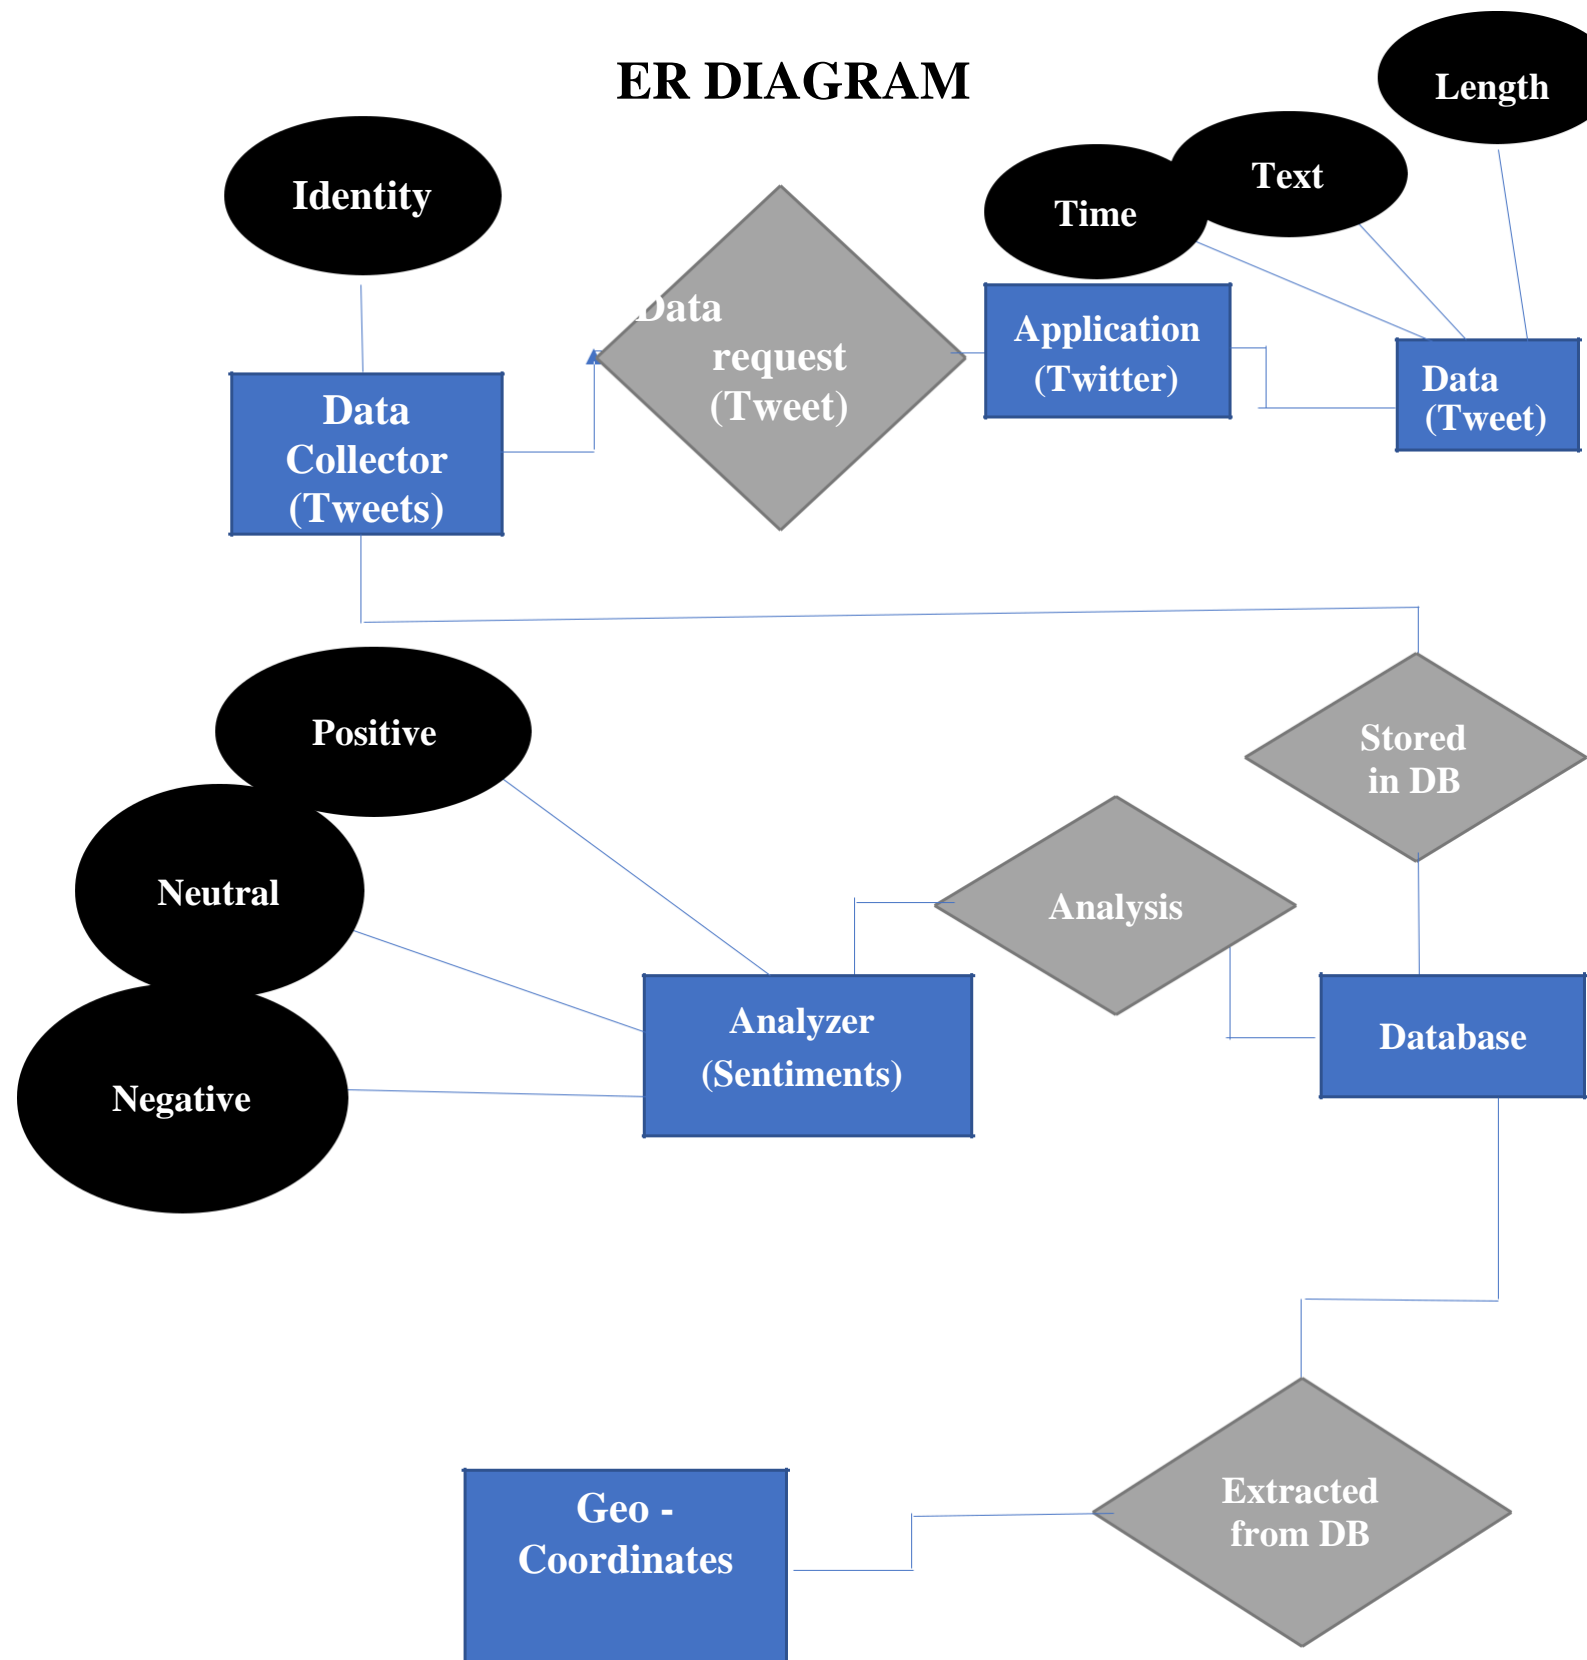 ER DIAGRAM
Length
Identity
Time
Text
Data
request
(Tweet)
Application
(Twitter)
Data
(Tweet)
Data
Collector
(Tweets)
Positive
Stored
in DB
Neutral
Analysis
Analyzer
(Sentiments)
Database
Negative
Geo -
Coordinates
Extracted
from DB